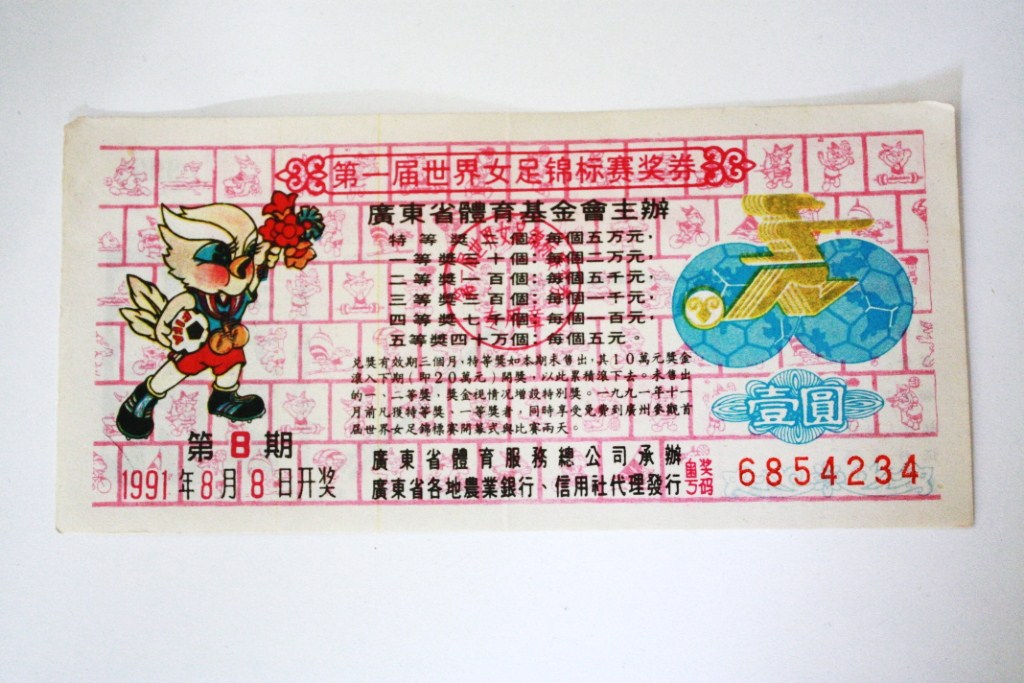 第一届世界女足锦标赛奖券
廣東省體育基金會主辦
特等獎二個：每個五万元，
一等獎三十個：每個二万元，
二等獎一百個：每個五千元，
三等獎三百個：每個一千元，
四等獎七千個：每個一百元，
五等獎四十万個：每個五元。
兑獎有效期三個月，特等獎如本期未售出，其10萬元獎金
滚入下期（即20萬元）開獎，以此累積滚下去。未售出
的一、二等獎，獎金視情况增設特別獎。一九九一年十一
月前凡獲特等獎、一等獎者，同時享受免費到廣州參觀首
屆世界女足錦標賽開幕式與比賽兩天。
壹圓
第8期
1991年8月8日开奖
廣東省體育服務總公司承辦
廣東省各地農業銀行、信用社代理發行
奖码
6854234